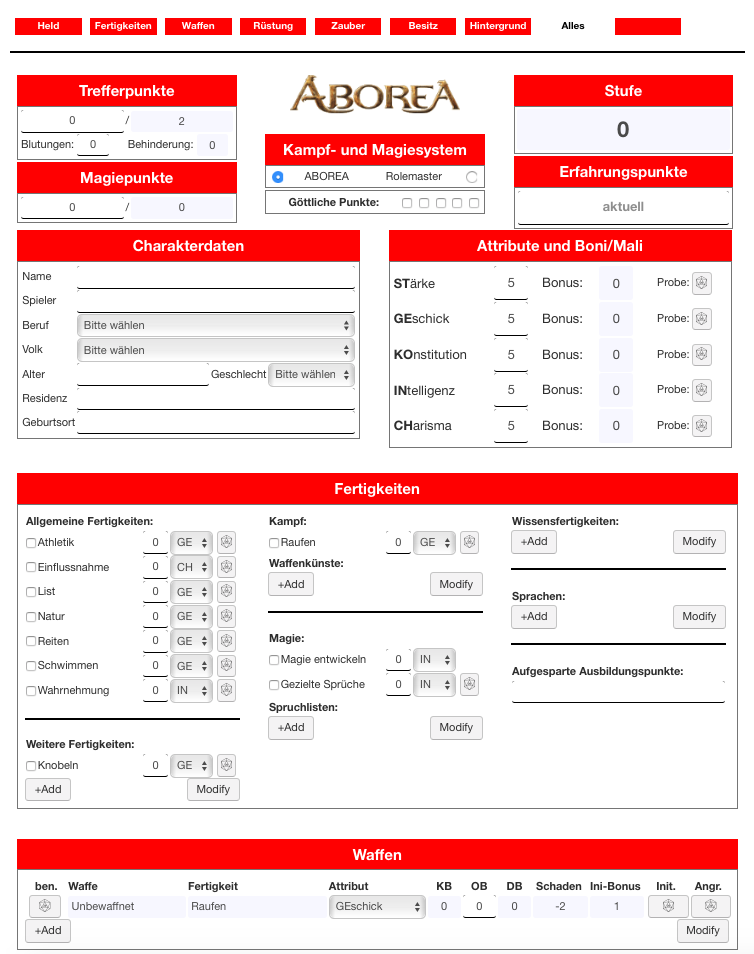 Held Fertigkeiten Waffen Rüstung Zauber Besitz Hintergrund Alles
Trefferpunkte
0 / 2
Blutungen: 0 Behinderung: 0
Magiepunkte
0 / 0
ABOREA
Kampf- und Magiesystem
ABOREA Rolemaster
Göttliche Punkte:
Stufe
0
Erfahrungspunkte
aktuell
Charakterdaten
Name
Spieler
Beruf Bitte wählen
Volk Bitte wählen
Alter Geschlecht Bitte wählen
Residenz
Geburtsort
Attribute und Boni/Mali
STärke 5 Bonus: 0 Probe:
GEschick 5 Bonus: 0 Probe:
KOnstitution 5 Bonus: 0 Probe:
INtelligenz 5 Bonus: 0 Probe:
CHarisma 5 Bonus: 0 Probe:
Fertigkeiten
Allgemeine Fertigkeiten:
Athletik 0 GE
Einflussnahme 0 CH
List 0 GE
Natur 0 GE
Reiten 0 GE
Schwimmen 0 GE
Wahrnehmung 0 IN
Weitere Fertigkeiten:
Knobeln 0 GE
+Add Modify
Kampf:
Raufen 0 GE
Waffenkünste:
+Add Modify
Magie:
Magie entwickeln 0 IN
Gezielte Sprüche 0 IN
Spruchlisten:
+Add Modify
Wissensfertigkeiten:
+Add Modify
Sprachen:
+Add Modify
Aufgesparte Ausbildungspunkte:
Waffen
ben. Waffe Fertigkeit Attribut KB OB DB Schaden Ini-Bonus Init. Angr.
Unbewaffnet Raufen GEschick 0 0 0 -2 1
+Add Modify